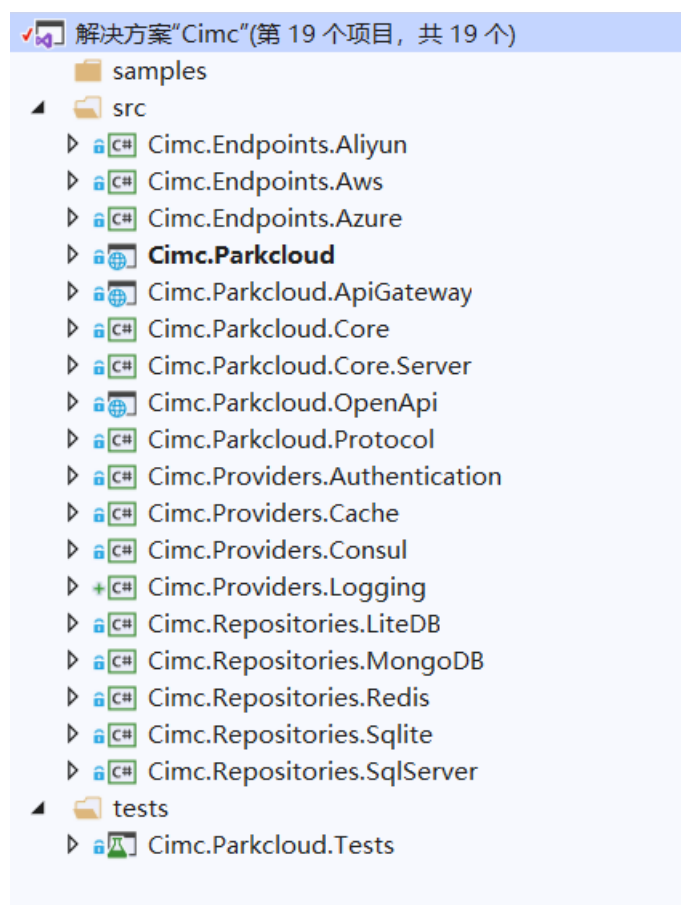 解决方案“Cimc”(第 19 个项目，共 19 个)
samples
src
C# Cimc.Endpoints.Aliyun
C# Cimc.Endpoints.Aws
C# Cimc.Endpoints.Azure
Cimc.Parkcloud
Cimc.Parkcloud.ApiGateway
C# Cimc.Parkcloud.Core
C# Cimc.Parkcloud.Core.Server
Cimc.Parkcloud.OpenApi
C# Cimc.Parkcloud.Protocol
C# Cimc.Providers.Authentication
C# Cimc.Providers.Cache
C# Cimc.Providers.Consul
+ C# Cimc.Providers.Logging
C# Cimc.Repositories.LiteDB
C# Cimc.Repositories.MongoDB
C# Cimc.Repositories.Redis
C# Cimc.Repositories.Sqlite
C# Cimc.Repositories.SqlServer
tests
Cimc.Parkcloud.Tests